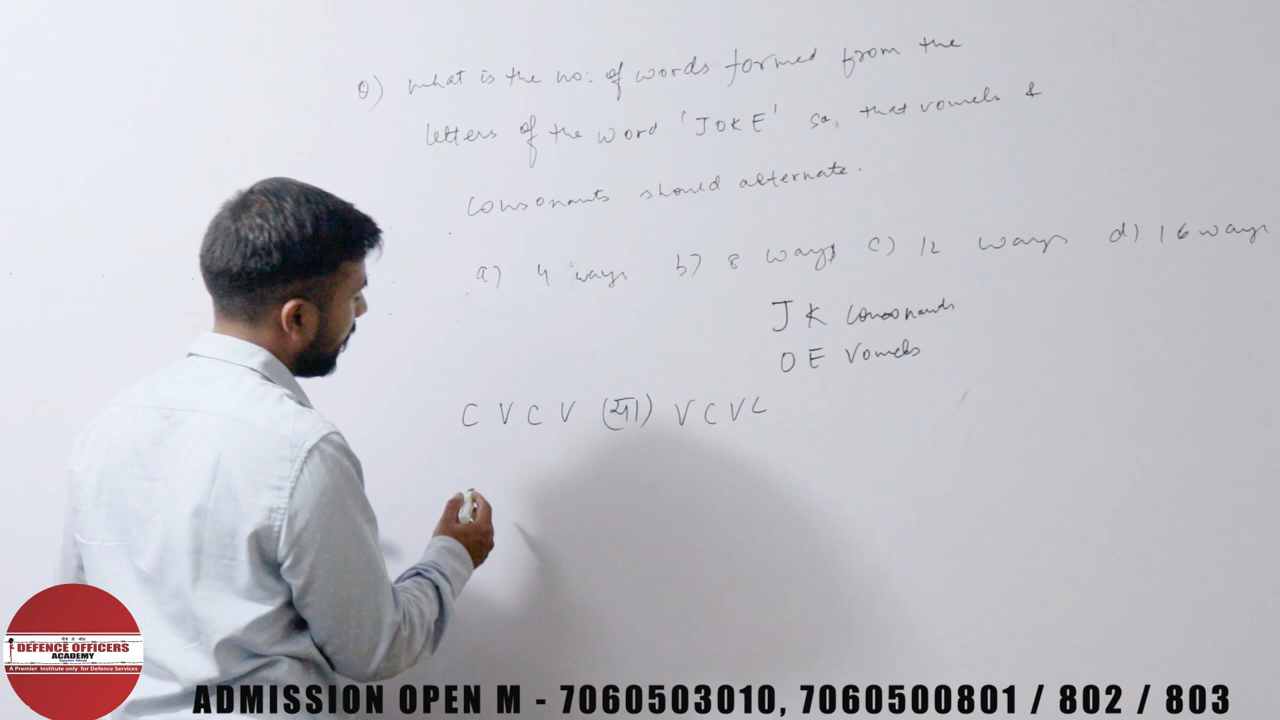 Q) what is the no: of words formed from the
letters of the word 'JOKE' so that vowels &
consonants should alternate.
a) 4 ways b) 8 ways c) 12 ways d) 16 ways
J K consonants
O E Vowels
C V C V (या) V C V C
DEFENCE OFFICERS
ACADEMY
A Premier Institute only for Defence Services
ADMISSION OPEN M - 7060503010, 7060500801 / 802 / 803